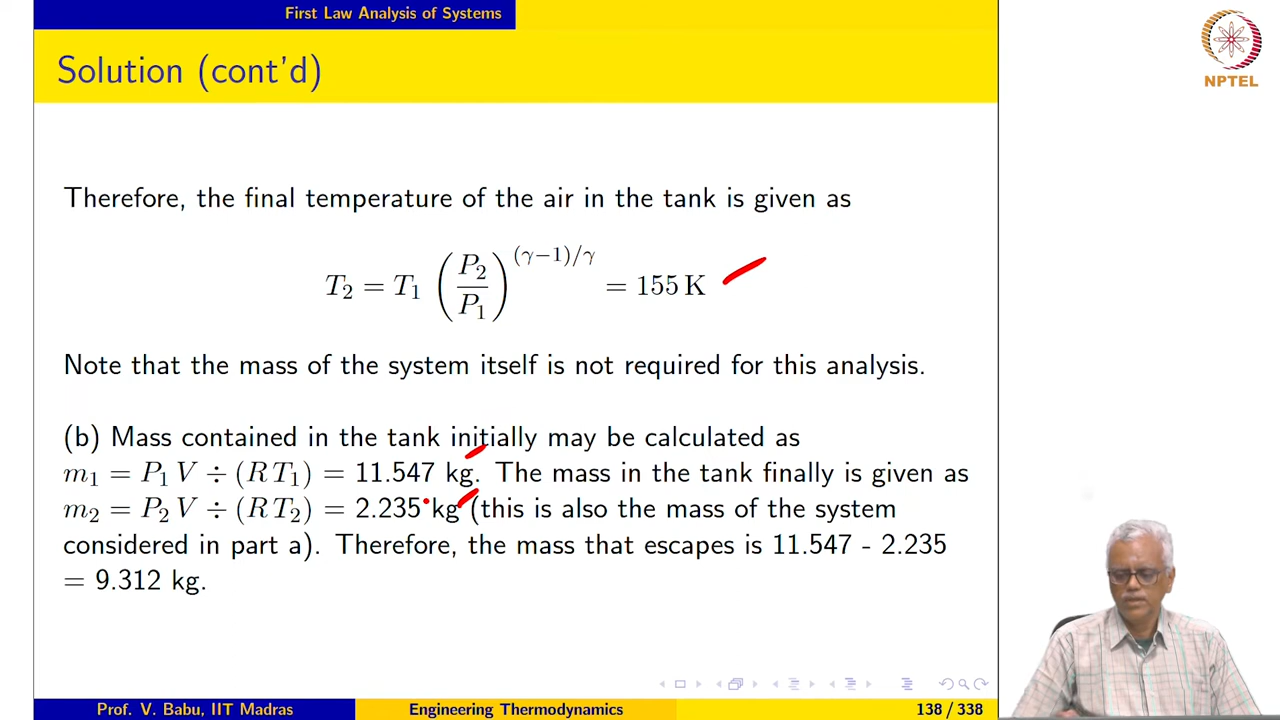 First Law Analysis of Systems
Solution (cont'd)
NPTEL
Therefore, the final temperature of the air in the tank is given as
T₂ = T₁ (P₂/P₁)^((γ−1)/γ) = 155 K
Note that the mass of the system itself is not required for this analysis.
(b) Mass contained in the tank initially may be calculated as
m₁ = P₁ V ÷ (R T₁) = 11.547 kg. The mass in the tank finally is given as
m₂ = P₂ V ÷ (R T₂) = 2.235 kg (this is also the mass of the system
considered in part a). Therefore, the mass that escapes is 11.547 - 2.235
= 9.312 kg.
Prof. V. Babu, IIT Madras Engineering Thermodynamics 138 / 338